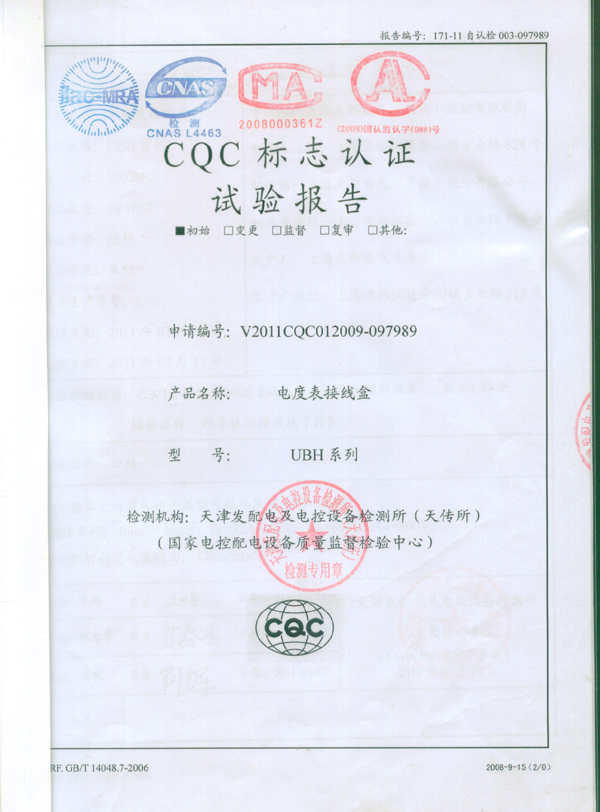 报告编号：171-11 自认检 003-097989
ilac-MRA
CNAS
检 测
CNAS L4463
MA
2008000361Z
CAL
(2008)国认监认字(089)号
CQC 标志认证
试验报告
■初始 □变更 □监督 □复审 □其他:
申请编号: V2011CQC012009-097989
产品名称: 电度表接线盒
型 号: UBH 系列
检测机构: 天津发配电及电控设备检测所（天传所）
（国家电控配电设备质量监督检验中心）
检测专用章
CQC
RF. GB/T 14048.7-2006
2008-9-15 (2/0)